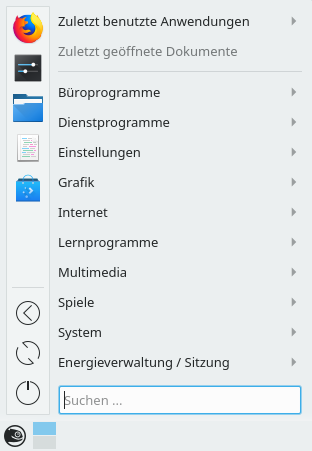 Zuletzt benutzte Anwendungen
Zuletzt geöffnete Dokumente
Büroprogramme
Dienstprogramme
Einstellungen
Grafik
Internet
Lernprogramme
Multimedia
Spiele
System
Energieverwaltung / Sitzung
Suchen ...